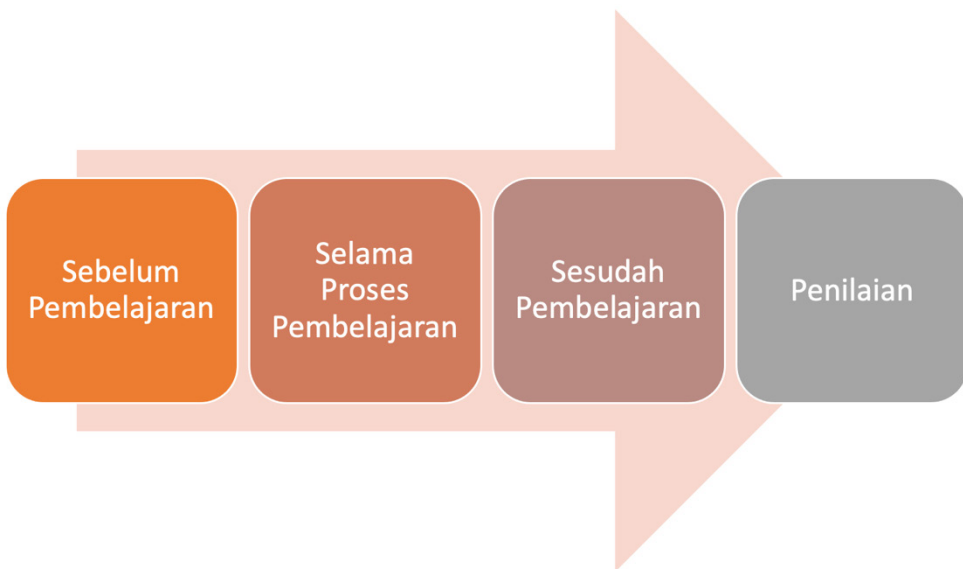 Sebelum
Pembelajaran
Selama
Proses
Pembelajaran
Sesudah
Pembelajaran
Penilaian